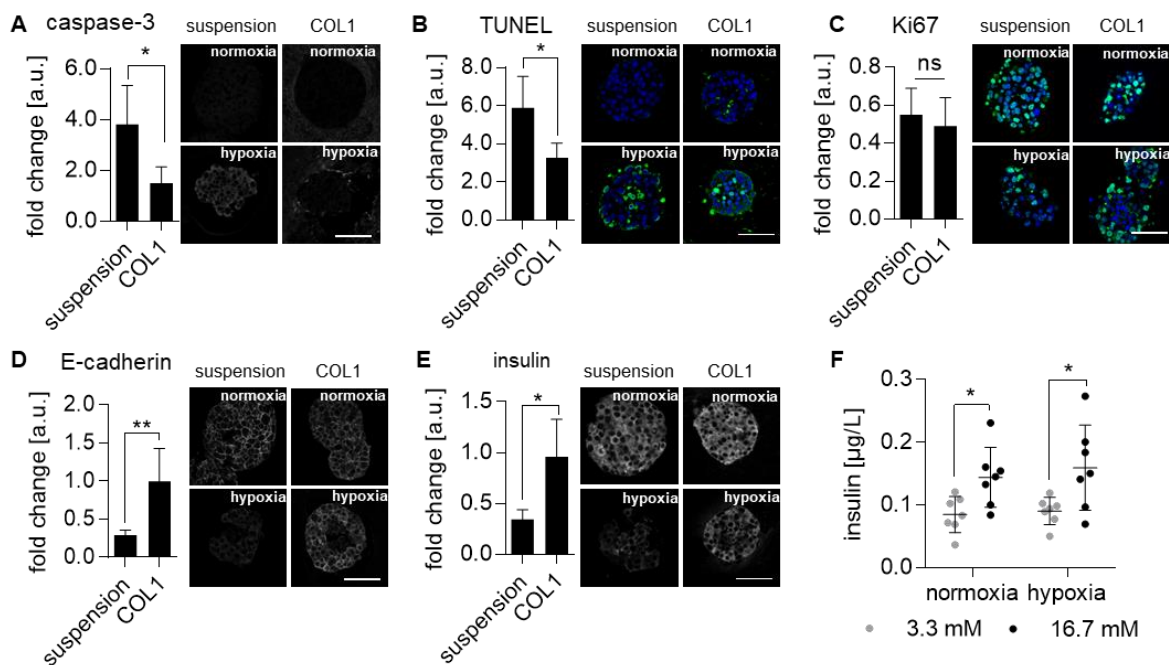 A caspase-3
suspension COL1
*
fold change [a.u.]
6.0
4.0
2.0
0.0
suspension
COL1
normoxia normoxia
hypoxia hypoxia
B TUNEL
suspension COL1
*
fold change [a.u.]
8.0
6.0
4.0
2.0
0.0
suspension
COL1
normoxia normoxia
hypoxia hypoxia
C Ki67
suspension COL1
ns
fold change [a.u.]
0.8
0.6
0.4
0.2
0.0
suspension
COL1
normoxia normoxia
hypoxia hypoxia
D E-cadherin
suspension COL1
**
fold change [a.u.]
2.0
1.5
1.0
0.5
0.0
suspension
COL1
normoxia normoxia
hypoxia hypoxia
E insulin
suspension COL1
*
fold change [a.u.]
1.5
1.0
0.5
0.0
suspension
COL1
normoxia normoxia
hypoxia hypoxia
F
insulin [µg/L]
0.3
0.2
0.1
0.0
* *
normoxia hypoxia
3.3 mM 16.7 mM